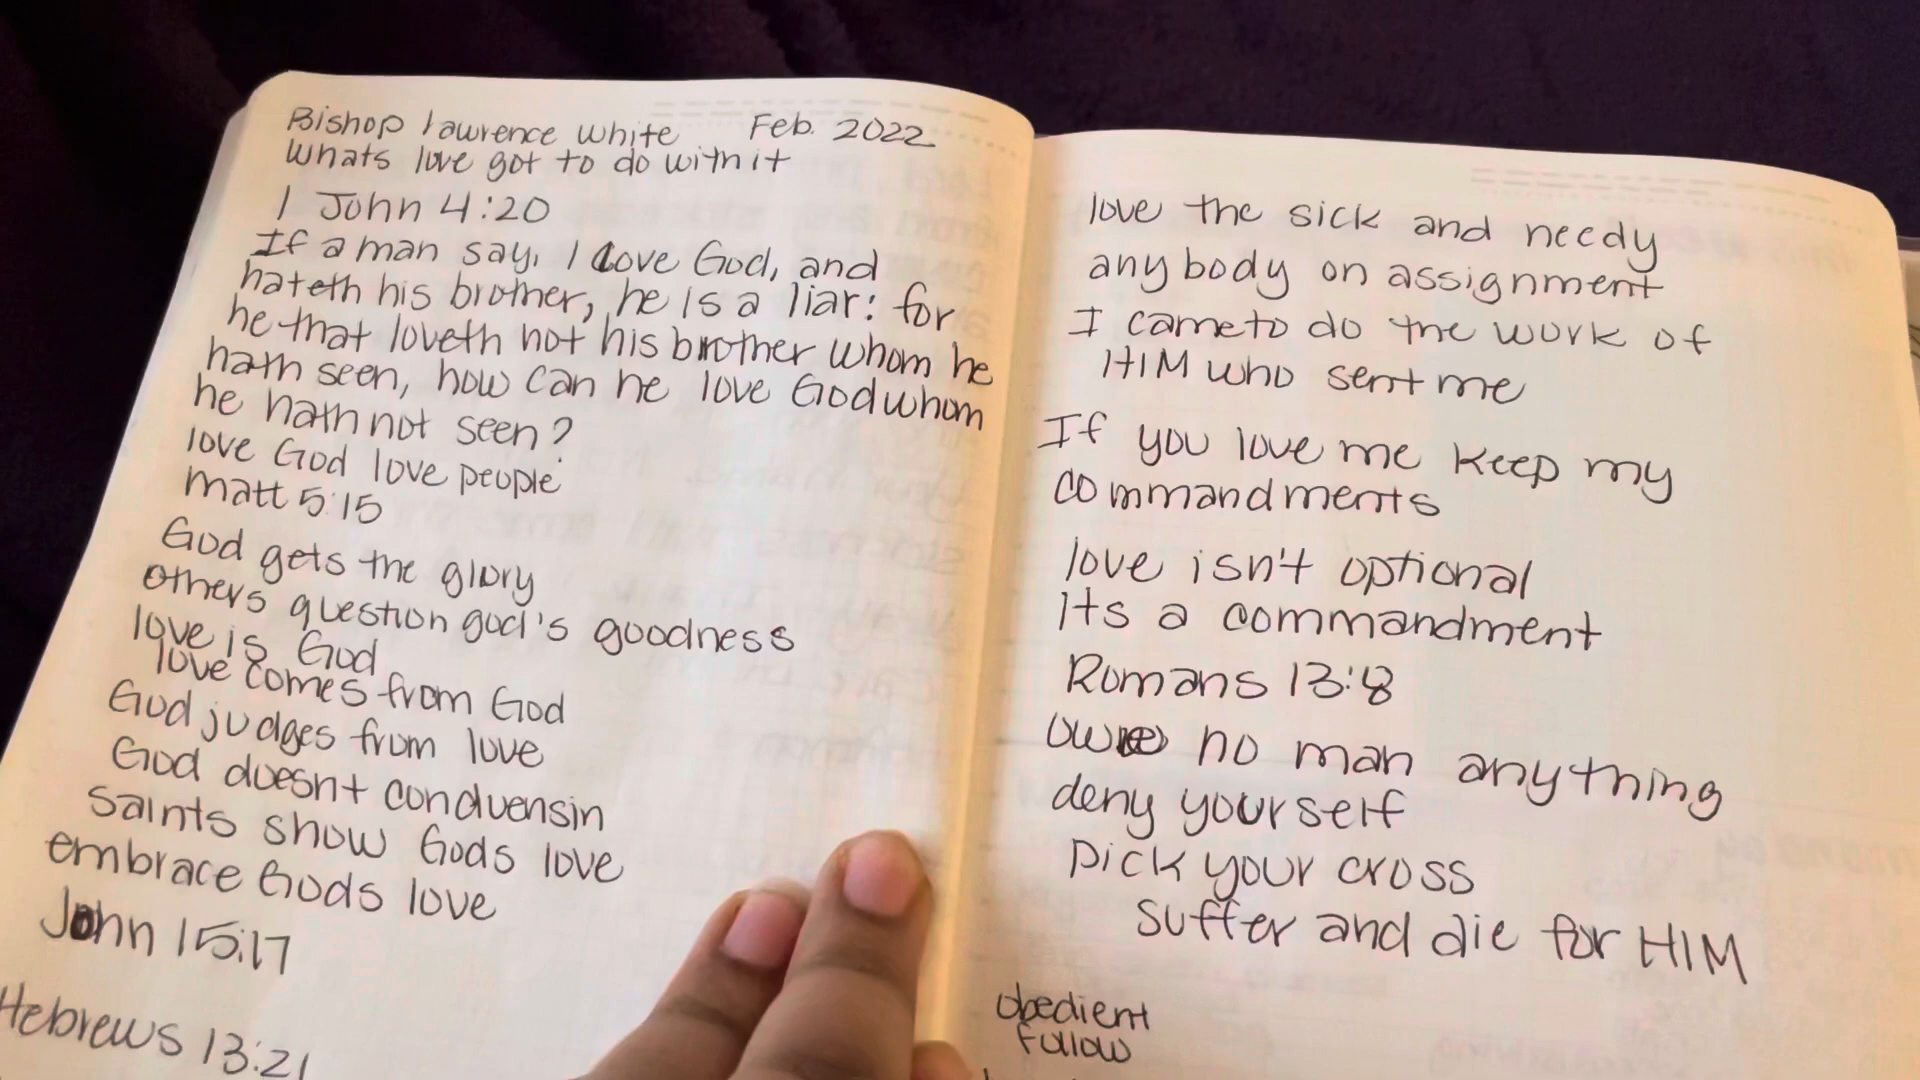 Bishop Lawrence White Feb. 2022
Whats love got to do with it
1 John 4:20
If a man say, I Love God, and
hateth his brother, he is a liar: for
he that loveth not his brother whom he
hath seen, how can he love God whom
he hath not seen?
love God love people
Matt 5:15
God gets the glory
others question god's goodness
love is God
love comes from God
God judges from love
God doesnt conduensin
saints show Gods love
embrace Gods love
John 15:17
Hebrews 13:21
love the sick and needy
any body on assignment
I came to do the work of
HIM who sent me
If you love me keep my
commandments
love isn't optional
Its a commandment
Romans 13:8
owe no man anything
deny yourself
pick your cross
suffer and die for HIM
obedient
follow